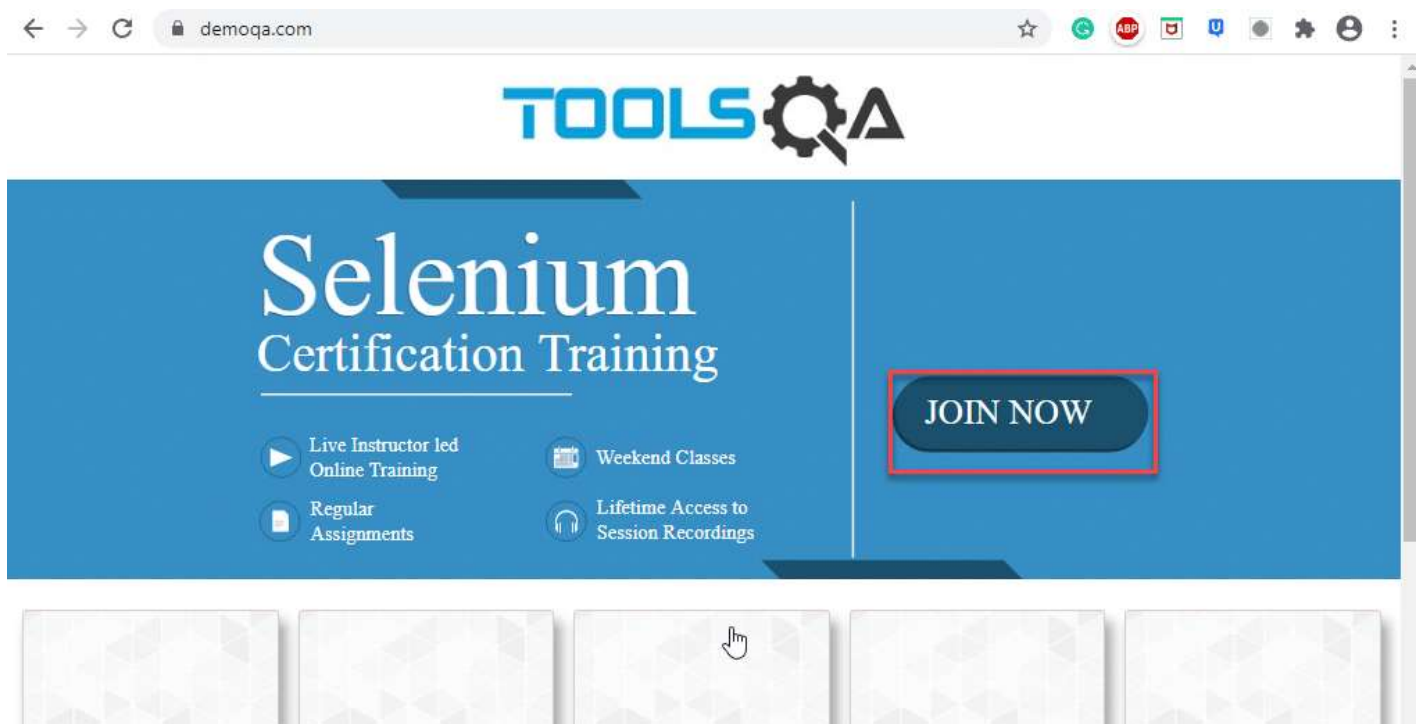 demoqa.com
ABP
TOOLSQA
Selenium
Certification Training
JOIN NOW
Live Instructor led
Online Training
Weekend Classes
Regular
Assignments
Lifetime Access to
Session Recordings